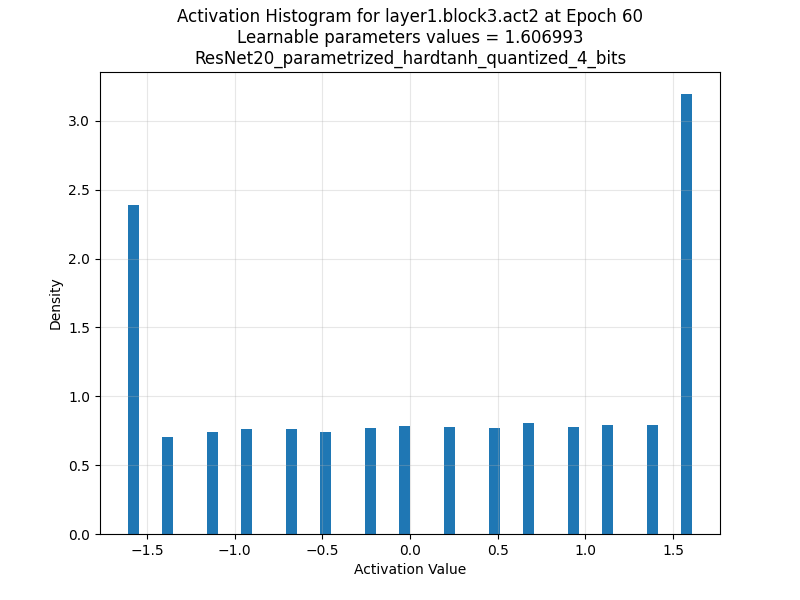 Activation Histogram for layer1.block3.act2 at Epoch 60
Learnable parameters values = 1.606993
ResNet20_parametrized_hardtanh_quantized_4_bits
3.0
2.5
2.0
1.5
1.0
0.5
0.0
Density
−1.5 −1.0 −0.5 0.0 0.5 1.0 1.5
Activation Value